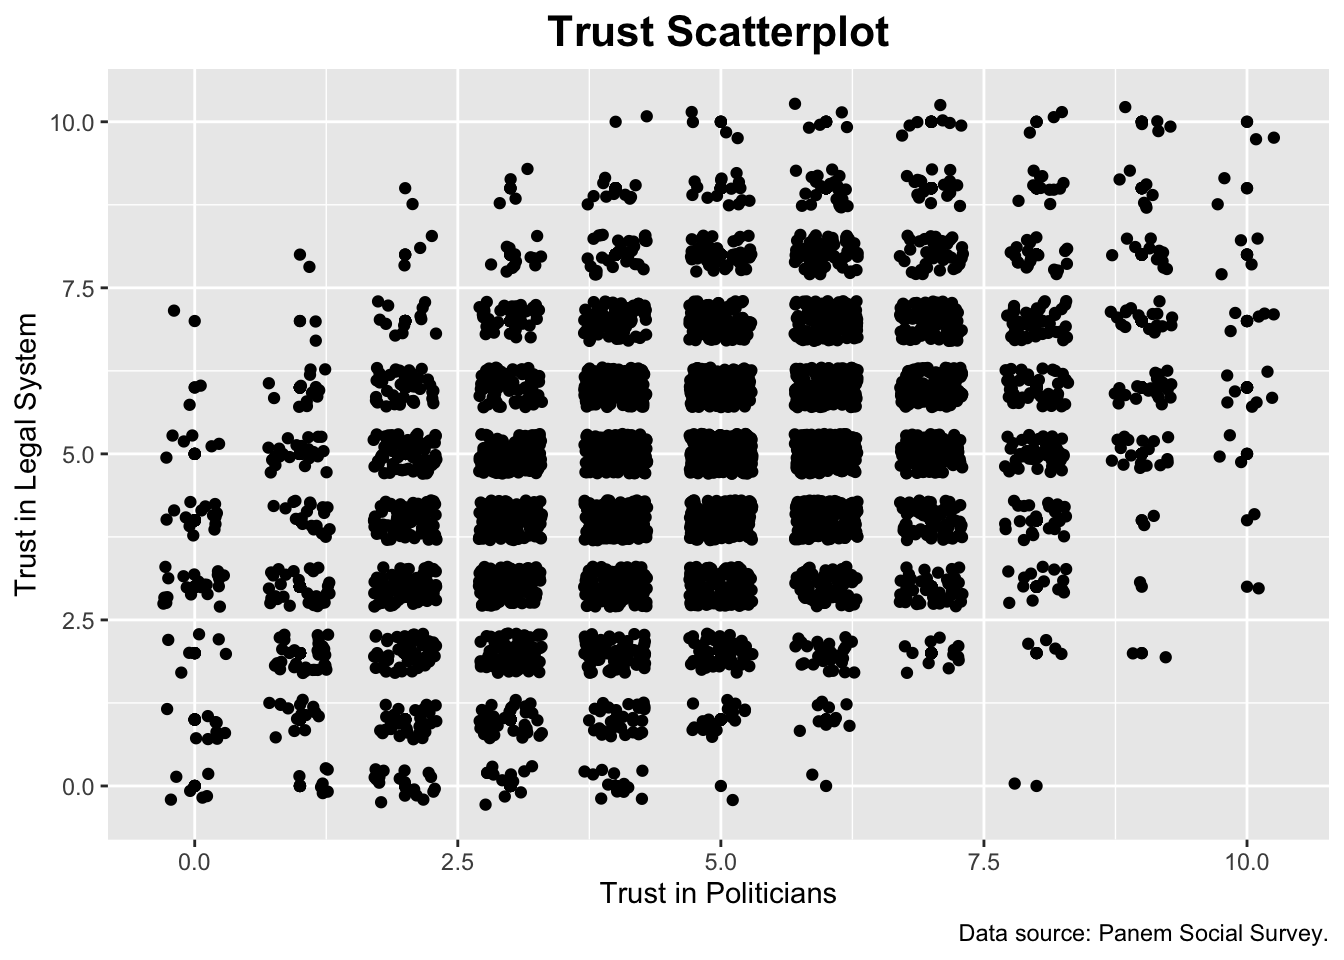 Trust Scatterplot
Trust in Legal System
10.0
7.5
5.0
2.5
0.0
0.0 2.5 5.0 7.5 10.0
Trust in Politicians
Data source: Panem Social Survey.